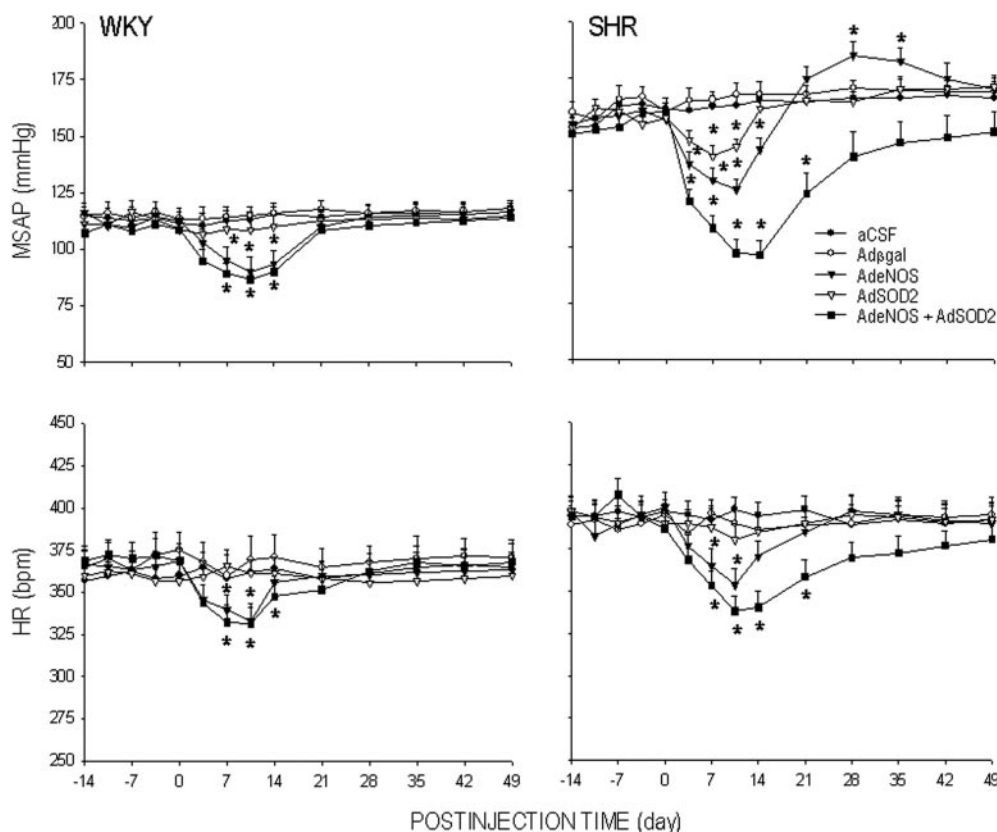 WKY
SHR
MSAP (mmHg)
200
175
150
125
100
75
50
* * *
* * *
* *
* * * *
* * *
* * * *
aCSF
Adβgal
AdeNOS
AdSOD2
AdeNOS + AdSOD2
HR (bpm)
450
425
400
375
350
325
300
275
250
* * *
* *
* * *
* * *
-14 -7 0 7 14 21 28 35 42 49
-14 -7 0 7 14 21 28 35 42 49
POSTINJECTION TIME (day)